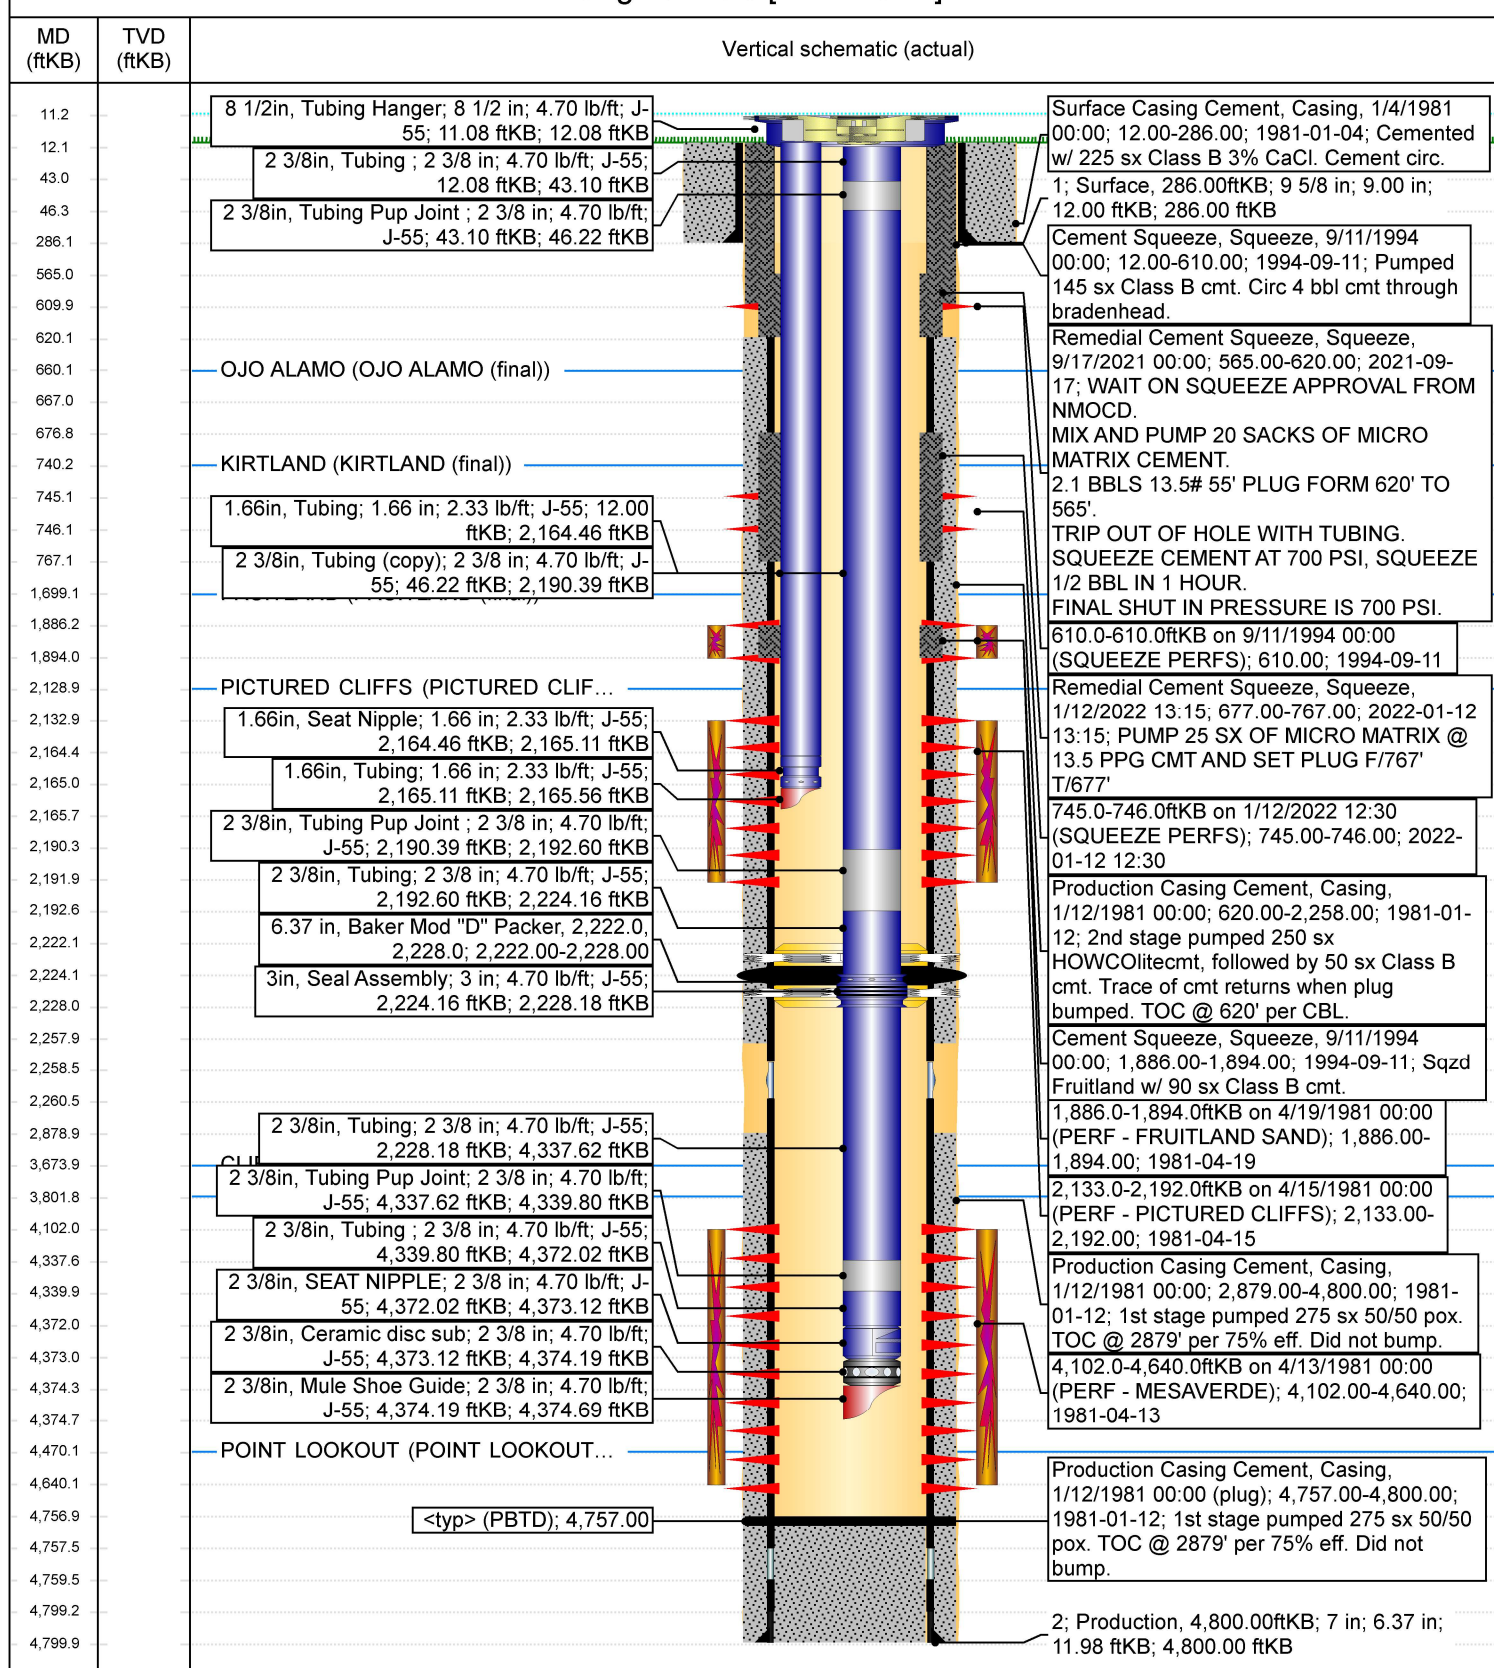 MD
(ftKB)
TVD
(ftKB)
Vertical schematic (actual)
11.2
12.1
43.0
46.3
286.1
565.0
609.9
620.1
660.1
667.0
676.8
740.2
745.1
746.1
767.1
1,699.1
1,886.2
1,894.0
2,128.9
2,132.9
2,164.4
2,165.0
2,165.7
2,190.3
2,191.9
2,192.6
2,222.1
2,224.1
2,228.0
2,257.9
2,258.5
2,260.5
2,878.9
3,673.9
3,801.8
4,102.0
4,337.6
4,339.9
4,372.0
4,373.0
4,374.3
4,374.7
4,470.1
4,640.1
4,756.9
4,757.5
4,759.5
4,799.2
4,799.9
8 1/2in, Tubing Hanger; 8 1/2 in; 4.70 lb/ft; J-
55; 11.08 ftKB; 12.08 ftKB
2 3/8in, Tubing ; 2 3/8 in; 4.70 lb/ft; J-55;
12.08 ftKB; 43.10 ftKB
2 3/8in, Tubing Pup Joint ; 2 3/8 in; 4.70 lb/ft;
J-55; 43.10 ftKB; 46.22 ftKB
OJO ALAMO (OJO ALAMO (final))
KIRTLAND (KIRTLAND (final))
1.66in, Tubing; 1.66 in; 2.33 lb/ft; J-55; 12.00
ftKB; 2,164.46 ftKB
2 3/8in, Tubing (copy); 2 3/8 in; 4.70 lb/ft; J-
55; 46.22 ftKB; 2,190.39 ftKB
PICTURED CLIFFS (PICTURED CLIF...
1.66in, Seat Nipple; 1.66 in; 2.33 lb/ft; J-55;
2,164.46 ftKB; 2,165.11 ftKB
1.66in, Tubing; 1.66 in; 2.33 lb/ft; J-55;
2,165.11 ftKB; 2,165.56 ftKB
2 3/8in, Tubing Pup Joint ; 2 3/8 in; 4.70 lb/ft;
J-55; 2,190.39 ftKB; 2,192.60 ftKB
2 3/8in, Tubing; 2 3/8 in; 4.70 lb/ft; J-55;
2,192.60 ftKB; 2,224.16 ftKB
6.37 in, Baker Mod "D" Packer, 2,222.0,
2,228.0; 2,222.00-2,228.00
3in, Seal Assembly; 3 in; 4.70 lb/ft; J-55;
2,224.16 ftKB; 2,228.18 ftKB
2 3/8in, Tubing; 2 3/8 in; 4.70 lb/ft; J-55;
2,228.18 ftKB; 4,337.62 ftKB
2 3/8in, Tubing Pup Joint; 2 3/8 in; 4.70 lb/ft;
J-55; 4,337.62 ftKB; 4,339.80 ftKB
2 3/8in, Tubing ; 2 3/8 in; 4.70 lb/ft; J-55;
4,339.80 ftKB; 4,372.02 ftKB
2 3/8in, SEAT NIPPLE; 2 3/8 in; 4.70 lb/ft; J-
55; 4,372.02 ftKB; 4,373.12 ftKB
2 3/8in, Ceramic disc sub; 2 3/8 in; 4.70 lb/ft;
J-55; 4,373.12 ftKB; 4,374.19 ftKB
2 3/8in, Mule Shoe Guide; 2 3/8 in; 4.70 lb/ft;
J-55; 4,374.19 ftKB; 4,374.69 ftKB
POINT LOOKOUT (POINT LOOKOUT...
<typ> (PBTD); 4,757.00
Surface Casing Cement, Casing, 1/4/1981
00:00; 12.00-286.00; 1981-01-04; Cemented
w/ 225 sx Class B 3% CaCl. Cement circ.
1; Surface, 286.00ftKB; 9 5/8 in; 9.00 in;
12.00 ftKB; 286.00 ftKB
Cement Squeeze, Squeeze, 9/11/1994
00:00; 12.00-610.00; 1994-09-11; Pumped
145 sx Class B cmt. Circ 4 bbl cmt through
bradenhead.
Remedial Cement Squeeze, Squeeze,
9/17/2021 00:00; 565.00-620.00; 2021-09-
17; WAIT ON SQUEEZE APPROVAL FROM
NMOCD.
MIX AND PUMP 20 SACKS OF MICRO
MATRIX CEMENT.
2.1 BBLS 13.5# 55' PLUG FORM 620' TO
565'.
TRIP OUT OF HOLE WITH TUBING.
SQUEEZE CEMENT AT 700 PSI, SQUEEZE
1/2 BBL IN 1 HOUR.
FINAL SHUT IN PRESSURE IS 700 PSI.
610.0-610.0ftKB on 9/11/1994 00:00
(SQUEEZE PERFS); 610.00; 1994-09-11
Remedial Cement Squeeze, Squeeze,
1/12/2022 13:15; 677.00-767.00; 2022-01-12
13:15; PUMP 25 SX OF MICRO MATRIX @
13.5 PPG CMT AND SET PLUG F/767'
T/677'
745.0-746.0ftKB on 1/12/2022 12:30
(SQUEEZE PERFS); 745.00-746.00; 2022-
01-12 12:30
Production Casing Cement, Casing,
1/12/1981 00:00; 620.00-2,258.00; 1981-01-
12; 2nd stage pumped 250 sx
HOWCOlitecmt, followed by 50 sx Class B
cmt. Trace of cmt returns when plug
bumped. TOC @ 620' per CBL.
Cement Squeeze, Squeeze, 9/11/1994
00:00; 1,886.00-1,894.00; 1994-09-11; Sqzd
Fruitland w/ 90 sx Class B cmt.
1,886.0-1,894.0ftKB on 4/19/1981 00:00
(PERF - FRUITLAND SAND); 1,886.00-
1,894.00; 1981-04-19
2,133.0-2,192.0ftKB on 4/15/1981 00:00
(PERF - PICTURED CLIFFS); 2,133.00-
2,192.00; 1981-04-15
Production Casing Cement, Casing,
1/12/1981 00:00; 2,879.00-4,800.00; 1981-
01-12; 1st stage pumped 275 sx 50/50 pox.
TOC @ 2879' per 75% eff. Did not bump.
4,102.0-4,640.0ftKB on 4/13/1981 00:00
(PERF - MESAVERDE); 4,102.00-4,640.00;
1981-04-13
Production Casing Cement, Casing,
1/12/1981 00:00 (plug); 4,757.00-4,800.00;
1981-01-12; 1st stage pumped 275 sx 50/50
pox. TOC @ 2879' per 75% eff. Did not
bump.
2; Production, 4,800.00ftKB; 7 in; 6.37 in;
11.98 ftKB; 4,800.00 ftKB